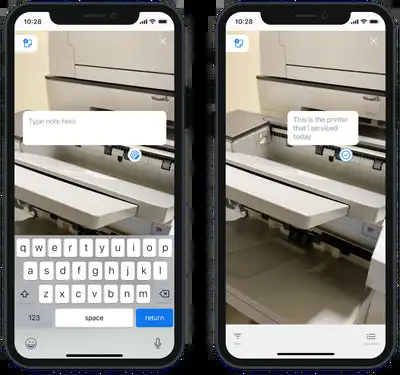 10:28
Type note here
q w e r t y u i o p
a s d f g h j k l
z x c v b n m
123 space return
10:28
This is the printer
that I serviced
today